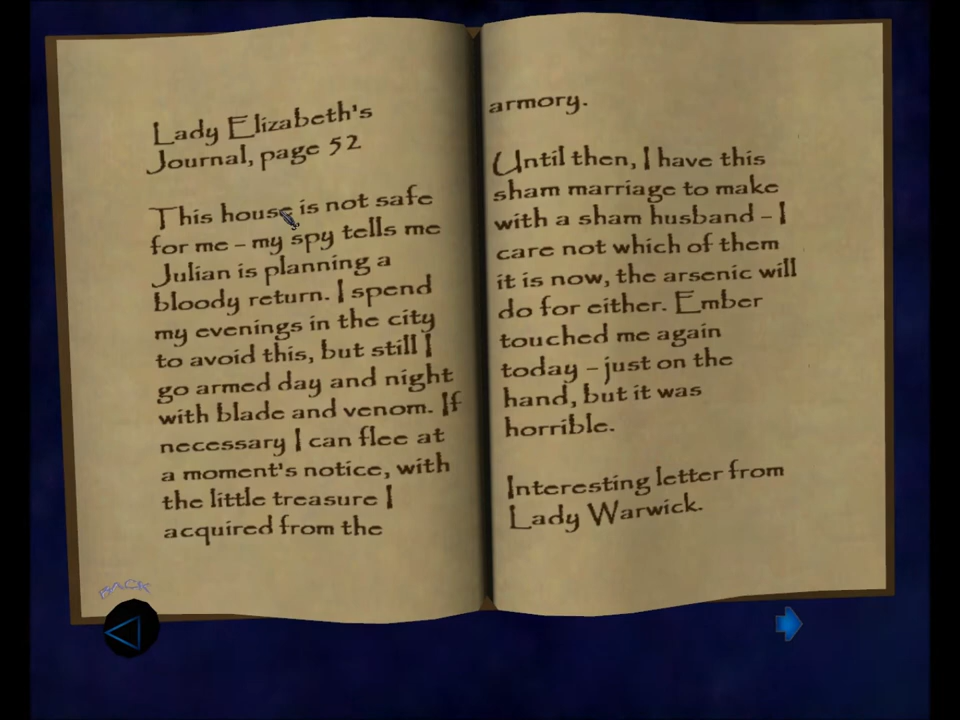 Lady Elizabeth's
Journal, page 52
This house is not safe
for me - my spy tells me
Julian is planning a
bloody return. I spend
my evenings in the city
to avoid this, but still I
go armed day and night
with blade and venom. If
necessary I can flee at
a moment's notice, with
the little treasure I
acquired from the
armory.
Until then, I have this
sham marriage to make
with a sham husband - I
care not which of them
it is now, the arsenic will
do for either. Ember
touched me again
today - just on the
hand, but it was
horrible.
Interesting letter from
Lady Warwick.
BACK